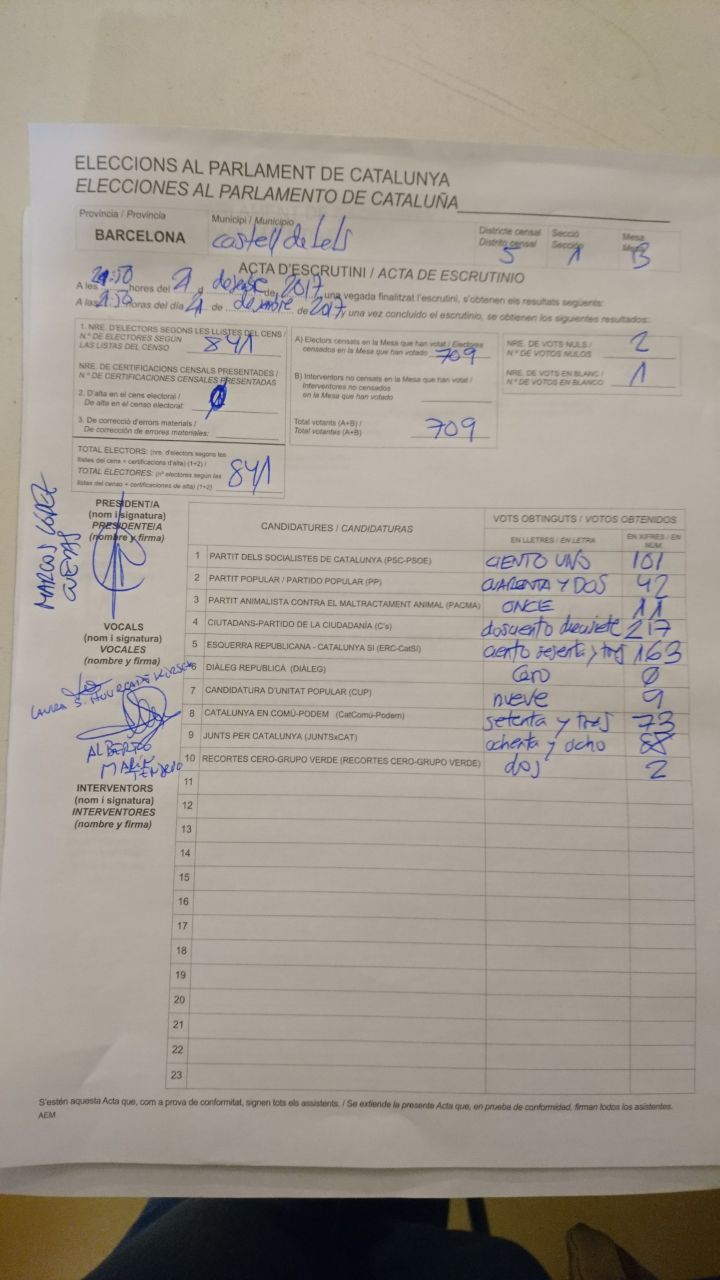 ELECCIONS AL PARLAMENT DE CATALUNYA
ELECCIONES AL PARLAMENTO DE CATALUÑA
Província / Provincia
BARCELONA
Municipi / Municipio
Castelldefels
Districte censal
Distrito censal
5
Secció
Sección
1
Mesa
Mesa
B
ACTA D'ESCRUTINI / ACTA DE ESCRUTINIO
A les 21:50 hores del 21 d desembre de 2017, una vegada finalitzat l'escrutini, s'obtenen els resultats següents:
A las 21:50 horas del día 21 de diciembre de 2017, y una vez concluido el escrutinio, se obtienen los siguientes resultados:
1. NRE. D'ELECTORS SEGONS LES LLISTES DEL CENS /
N.º DE ELECTORES SEGÚN
LAS LISTAS DEL CENSO 841
NRE. DE CERTIFICACIONS CENSALS PRESENTADES /
N.º DE CERTIFICACIONES CENSALES PRESENTADAS
2. D'alta en el cens electoral /
De alta en el censo electoral: 0
3. De correcció d'errors materials /
De corrección de errores materiales:
TOTAL ELECTORS: (nre. d'electors segons les
llistes del cens + certificacions d'alta) (1+2) /
TOTAL ELECTORES: (nº electores según las
listas del censo + certificaciones de alta) (1+2) 841
A) Electors censats en la Mesa que han votat / Electores
censados en la Mesa que han votado 709
B) Interventors no censats en la Mesa que han votat /
Interventores no censados
en la Mesa que han votado
Total votants (A+B) /
Total votantes (A+B) 709
NRE. DE VOTS NULS /
N.º DE VOTOS NULOS 2
NRE. DE VOTS EN BLANC /
N.º DE VOTOS EN BLANCO 1
PRESIDENT/A
(nom i signatura)
PRESIDENTE/A
(nombre y firma)
MARCOS LOPEZ
CUEVAS
VOCALS
(nom i signatura)
VOCALES
(nombre y firma)
LAURA S.
ALBERTO
MARÍN
INTERVENTORS
(nom i signatura)
INTERVENTORES
(nombre y firma)
CANDIDATURES / CANDIDATURAS
VOTS OBTINGUTS / VOTOS OBTENIDOS
EN LLETRES / EN LETRA
EN XIFRES / EN NÚM.
1 PARTIT DELS SOCIALISTES DE CATALUNYA (PSC-PSOE) CIENTO UNO 101
2 PARTIT POPULAR / PARTIDO POPULAR (PP) CUARENTA Y DOS 42
3 PARTIT ANIMALISTA CONTRA EL MALTRACTAMENT ANIMAL (PACMA) ONCE 11
4 CIUTADANS-PARTIDO DE LA CIUDADANÍA (C's) doscientos diecisiete 217
5 ESQUERRA REPUBLICANA - CATALUNYA SI (ERC-CatSí) ciento sesenta y tres 163
6 DIÀLEG REPUBLICÀ (DIÀLEG) Cero 0
7 CANDIDATURA D'UNITAT POPULAR (CUP) nueve 9
8 CATALUNYA EN COMÚ-PODEM (CatComú-Podem) setenta y tres 73
9 JUNTS PER CATALUNYA (JUNTSxCAT) ochenta y ocho 88
10 RECORTES CERO-GRUPO VERDE (RECORTES CERO-GRUPO VERDE) dos 2
11
12
13
14
15
16
17
18
19
20
21
22
23
S'estén aquesta Acta que, com a prova de conformitat, signen tots els assistents. / Se extiende la presente Acta que, en prueba de conformidad, firman todos los asistentes.
AEM